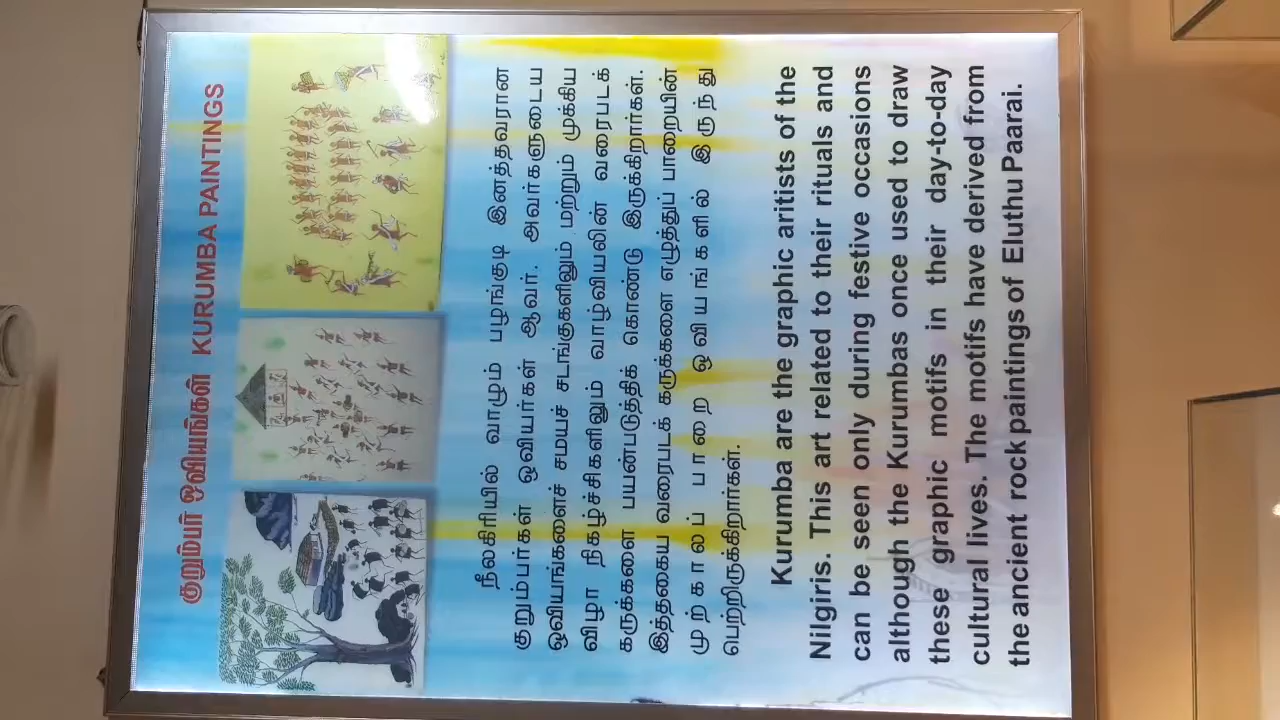 குறும்பர் ஓவியங்கள் KURUMBA PAINTINGS
நீலகிரியில் வாழும் பழங்குடி இனத்தவரான
குறும்பர்கள் ஓவியர்கள் ஆவர். அவர்களுடைய
ஓவியங்களைச் சமயச் சடங்குகளிலும் மற்றும் முக்கிய
விழா நிகழ்ச்சிகளிலும் வாழ்வியலின் வரைபடக்
கருக்களை பயன்படுத்திக் கொண்டு இருக்கிறார்கள்.
இத்தகைய வரைபடக் கருக்களை எழுத்துப் பாறையின்
முற்காலப் பாறை ஓவியங்களில் இருந்து
பெற்றிருக்கிறார்கள்.
Kurumba are the graphic aritists of the
Nilgiris. This art related to their rituals and
can be seen only during festive occasions
although the Kurumbas once used to draw
these graphic motifs in their day-to-day
cultural lives. The motifs have derived from
the ancient rock paintings of Eluthu Paarai.